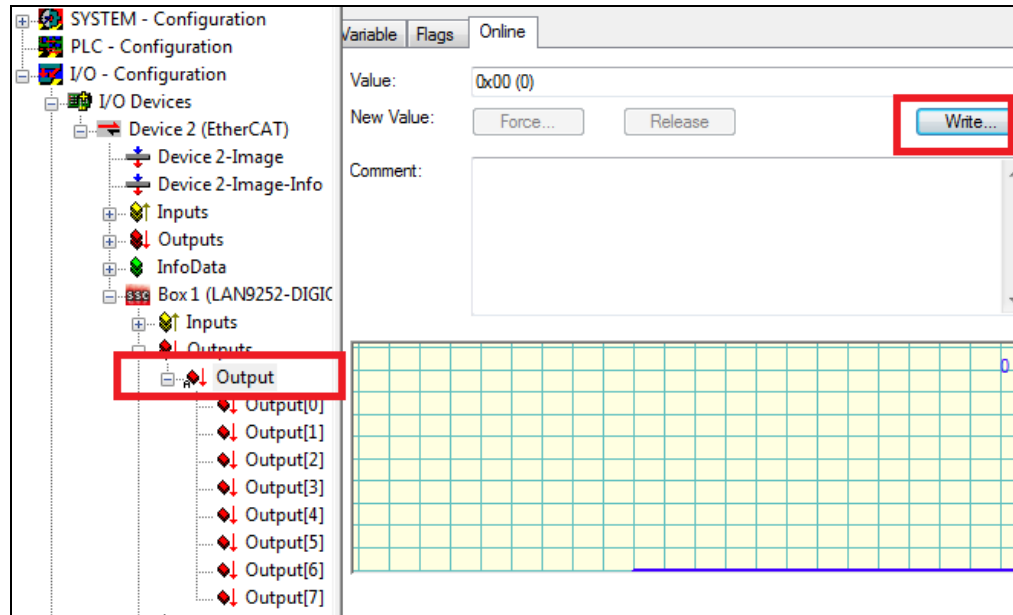 SYSTEM - Configuration
PLC - Configuration
I/O - Configuration
I/O Devices
Device 2 (EtherCAT)
Device 2-Image
Device 2-Image-Info
Inputs
Outputs
InfoData
ssc Box 1 (LAN9252-DIGIC
Inputs
Outputs
A Output
Output[0]
Output[1]
Output[2]
Output[3]
Output[4]
Output[5]
Output[6]
Output[7]
Variable Flags Online
Value: 0x00 (0)
New Value: Force... Release Write...
Comment:
0